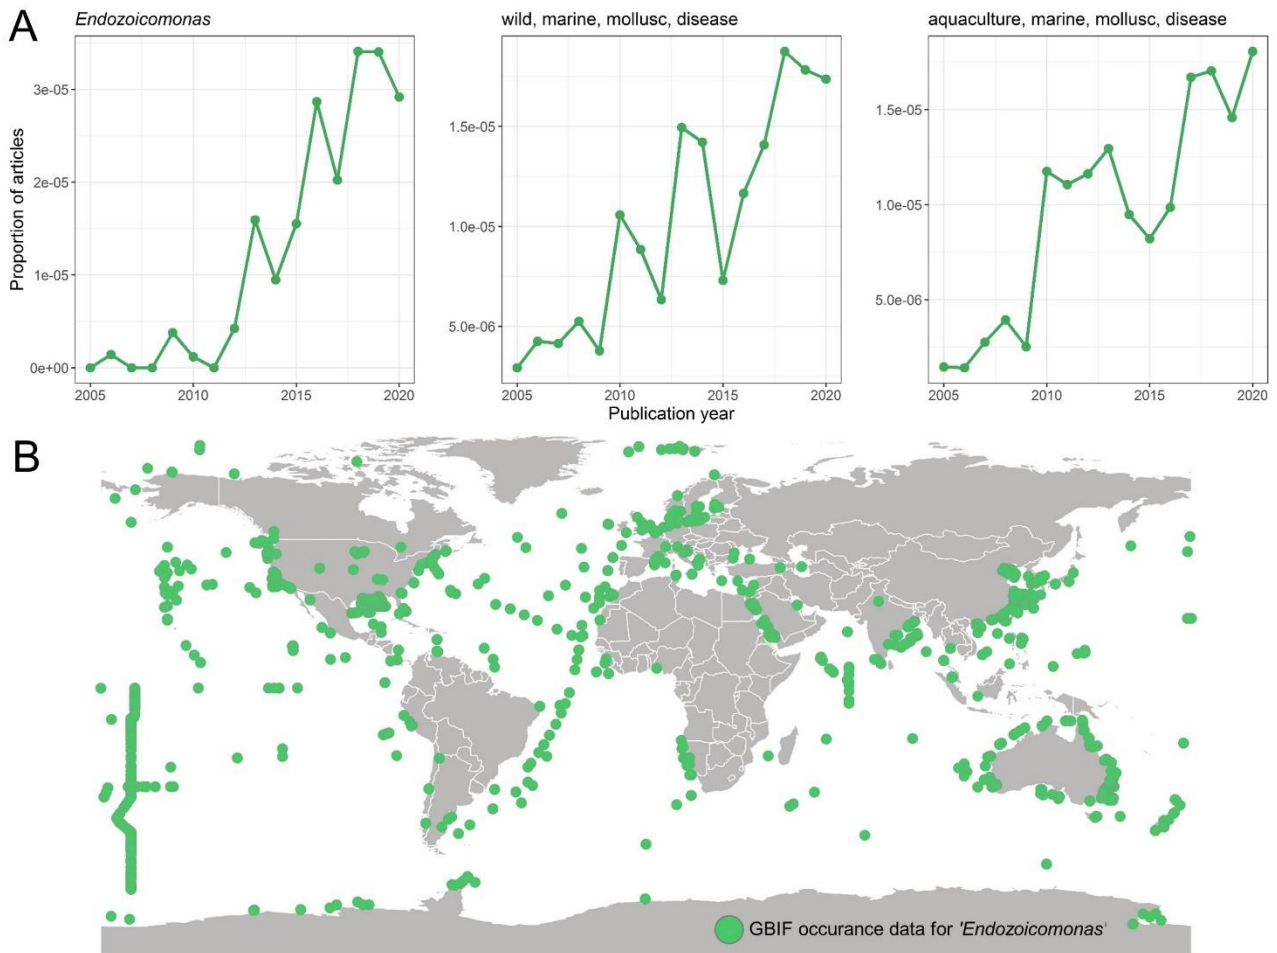 A
Endozoicomonas
wild, marine, mollusc, disease
aquaculture, marine, mollusc, disease
Proportion of articles
3e-05
2e-05
1e-05
0e+00
2005 2010 2015 2020
1.5e-05
1.0e-05
5.0e-06
2005 2010 2015 2020
1.5e-05
1.0e-05
5.0e-06
2005 2010 2015 2020
Publication year
B
GBIF occurance data for 'Endozoicomonas'